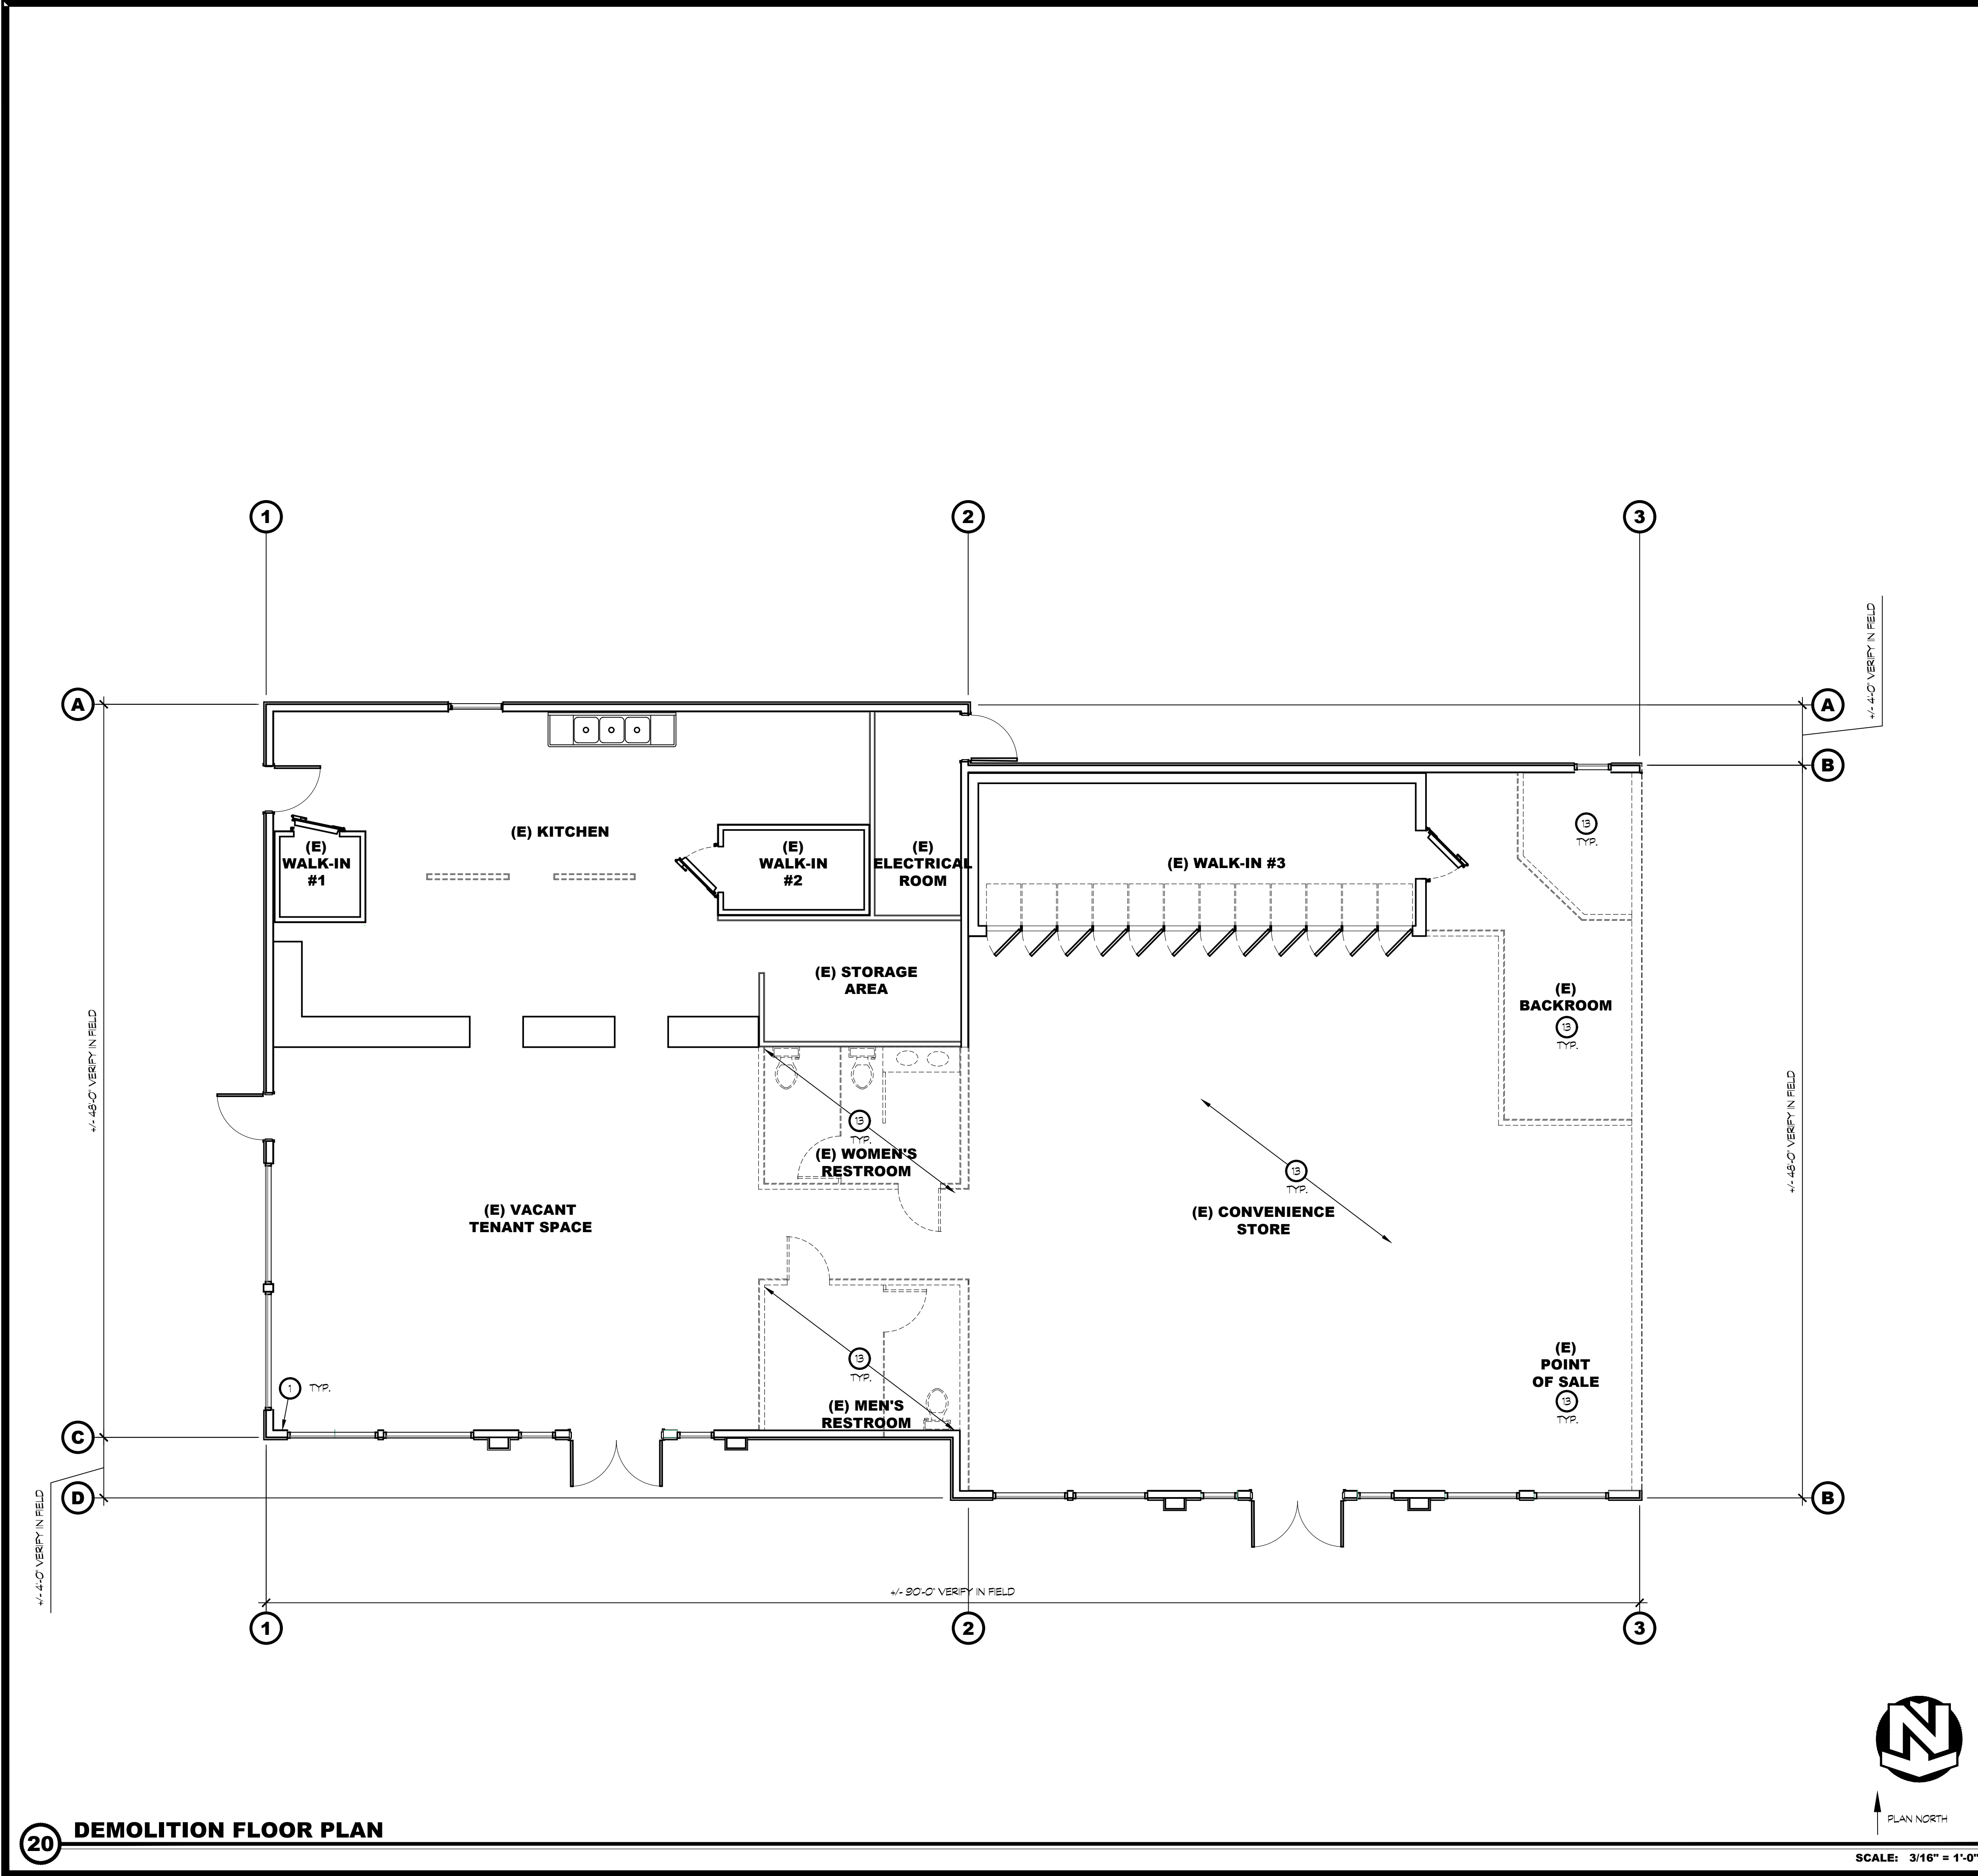 1
2
3
+/- 4'-0" VERIFY IN FIELD
A
A
B
13
TYP.
(E) KITCHEN
(E)
WALK-IN
#1
(E)
WALK-IN
#2
(E)
ELECTRICAL
ROOM
(E) WALK-IN #3
(E) STORAGE
AREA
(E)
BACKROOM
13
TYP.
+/- 48'-0" VERIFY IN FIELD
+/- 48'-0" VERIFY IN FIELD
13
TYP.
(E) WOMEN'S
RESTROOM
13
TYP.
(E) VACANT
TENANT SPACE
(E) CONVENIENCE
STORE
13
TYP.
(E) MEN'S
RESTROOM
(E)
POINT
OF SALE
13
TYP.
1 TYP.
C
D
B
+/- 4'-0" VERIFY IN FIELD
+/- 90'-0" VERIFY IN FIELD
1
2
3
N
PLAN NORTH
20 DEMOLITION FLOOR PLAN
SCALE: 3/16" = 1'-0"